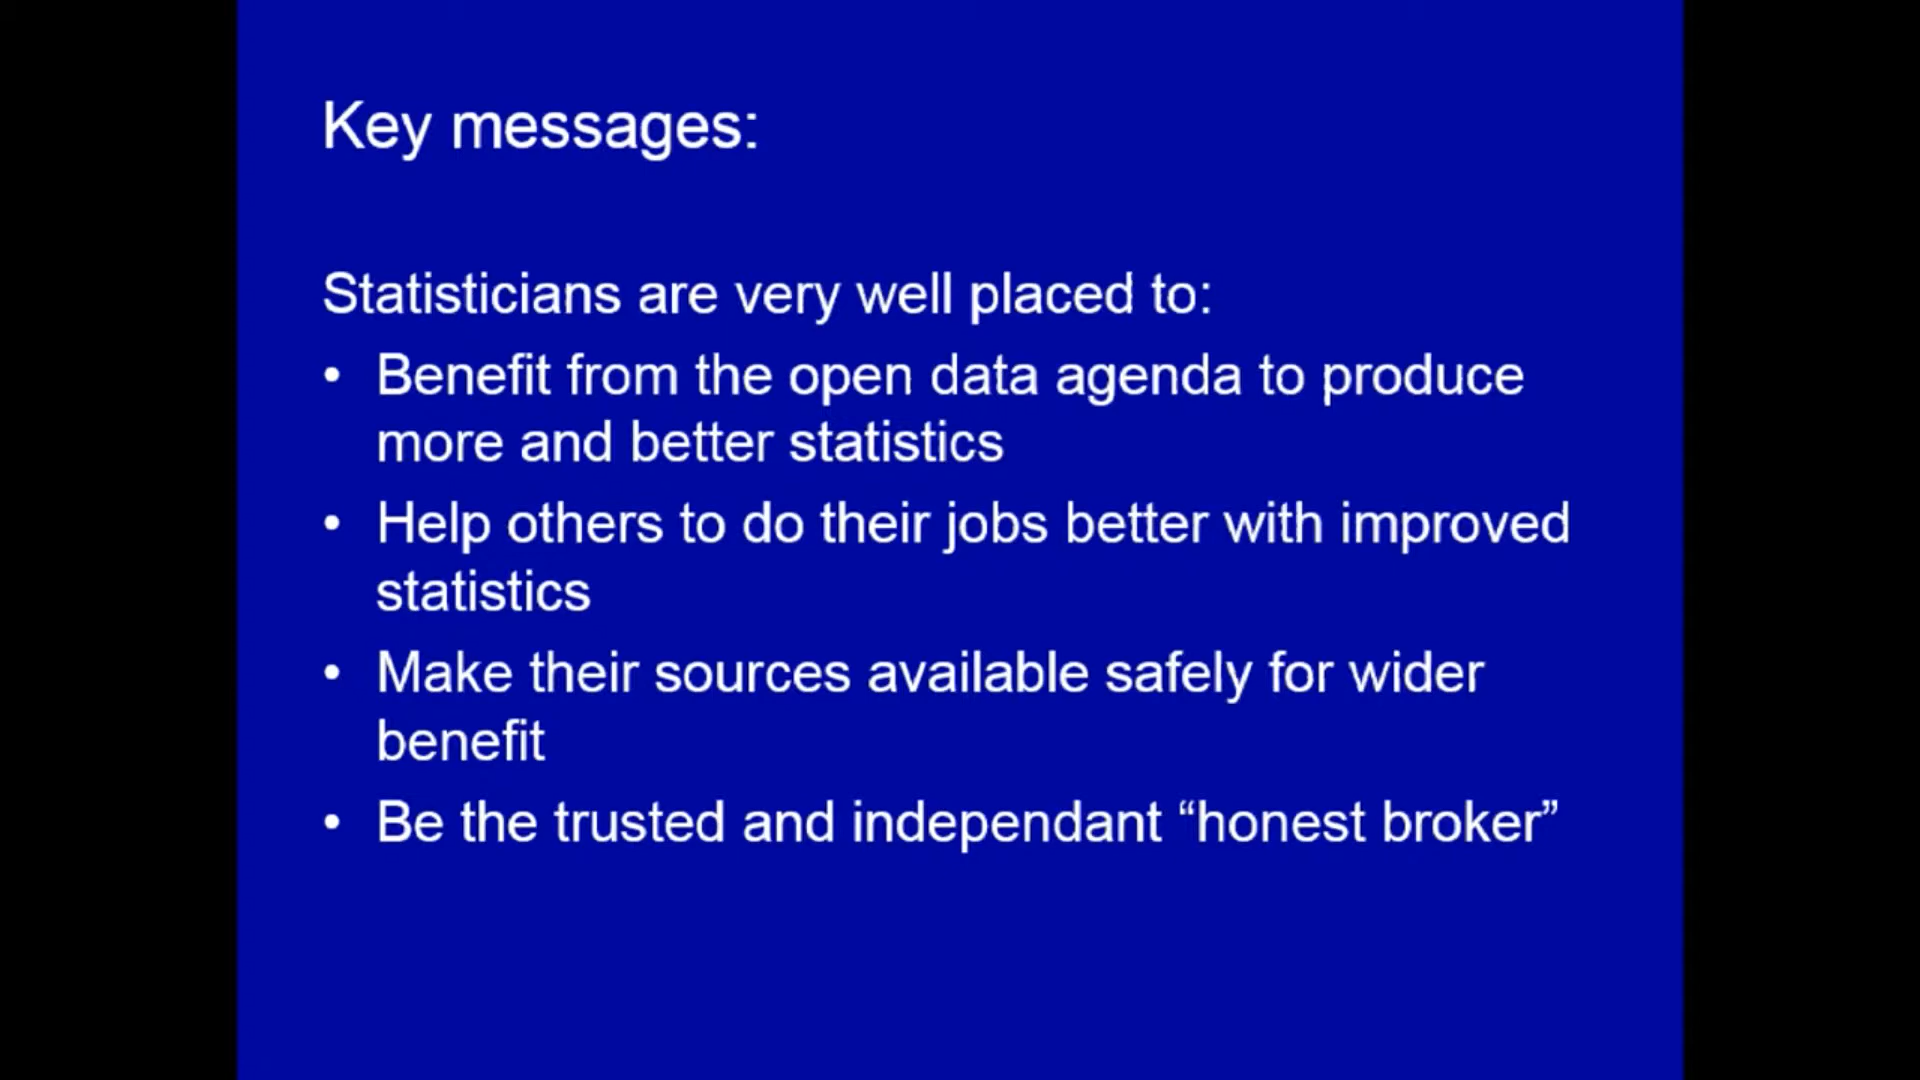 Key messages:
Statisticians are very well placed to:
• Benefit from the open data agenda to produce
more and better statistics
• Help others to do their jobs better with improved
statistics
• Make their sources available safely for wider
benefit
• Be the trusted and independant “honest broker”